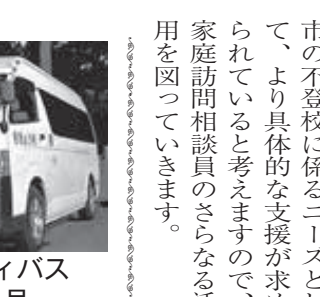 市の不登校に係るニーズとし
て、より具体的な支援が求め
られていると考えますので、
家庭訪問相談員のさらなる活
用を図っていきます。
ィバス